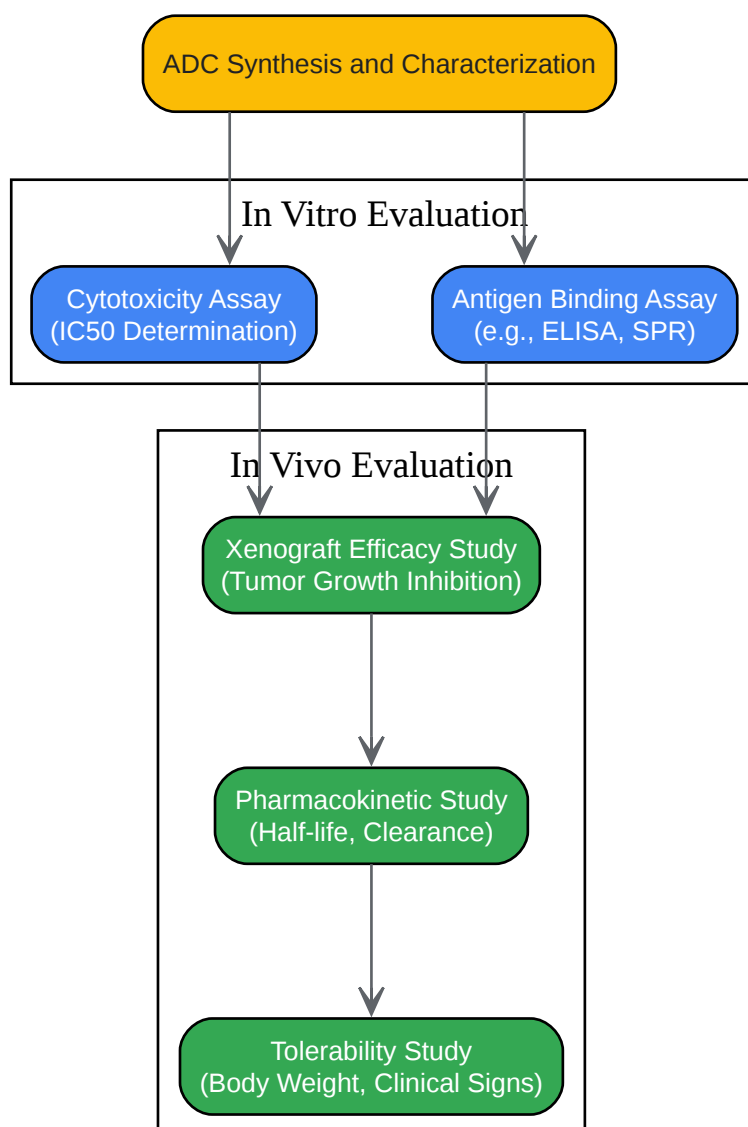 ADC Synthesis and Characterization
In Vitro Evaluation
Cytotoxicity Assay
(IC50 Determination)
Antigen Binding Assay
(e.g., ELISA, SPR)
In Vivo Evaluation
Xenograft Efficacy Study
(Tumor Growth Inhibition)
Pharmacokinetic Study
(Half-life, Clearance)
Tolerability Study
(Body Weight, Clinical Signs)